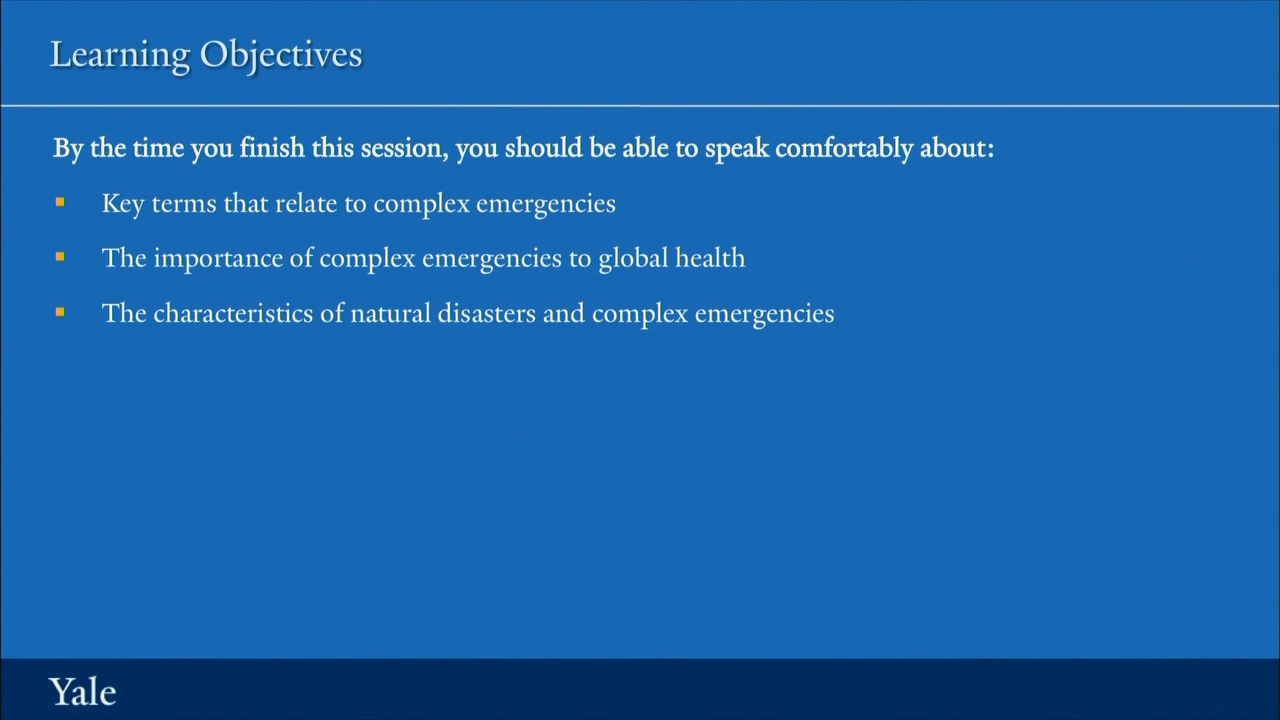 Learning Objectives
By the time you finish this session, you should be able to speak comfortably about:
Key terms that relate to complex emergencies
The importance of complex emergencies to global health
The characteristics of natural disasters and complex emergencies
Yale